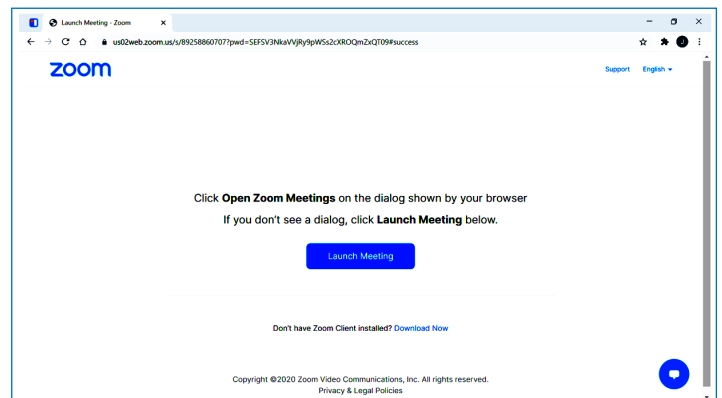 Launch Meeting - Zoom
us02web.zoom.us/s/89258860707?pwd=SEFSV3NkaVVjRy9pWSs2cXROQmZxQT09#success
J
zoom
Support English
Click Open Zoom Meetings on the dialog shown by your browser
If you don't see a dialog, click Launch Meeting below.
Launch Meeting
Don't have Zoom Client installed? Download Now
Copyright ©2020 Zoom Video Communications, Inc. All rights reserved.
Privacy & Legal Policies